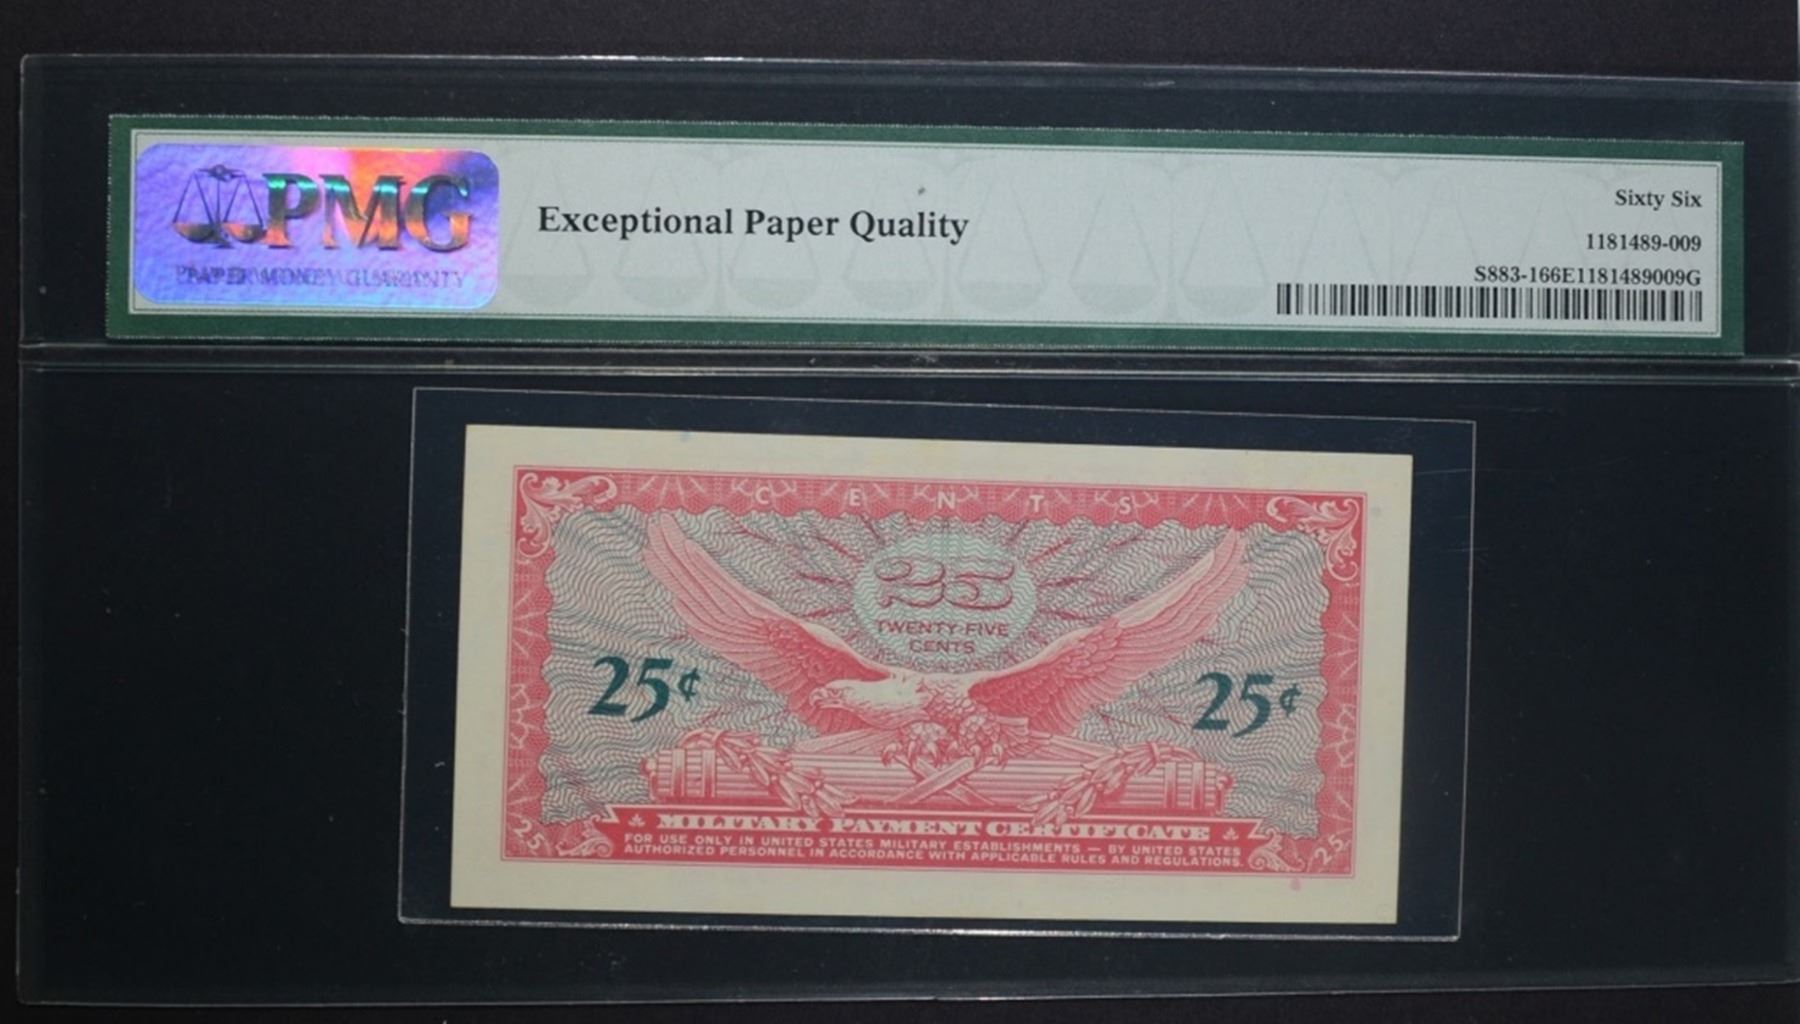 PMG
PAPER MONEY GUARANTY
Exceptional Paper Quality
Sixty Six
1181489-009
S883-166E1181489009G
CENTS
25
TWENTY-FIVE
CENTS
25¢
25¢
MILITARY PAYMENT CERTIFICATE
FOR USE ONLY IN UNITED STATES MILITARY ESTABLISHMENTS — BY UNITED STATES
AUTHORIZED PERSONNEL IN ACCORDANCE WITH APPLICABLE RULES AND REGULATIONS.
25
25